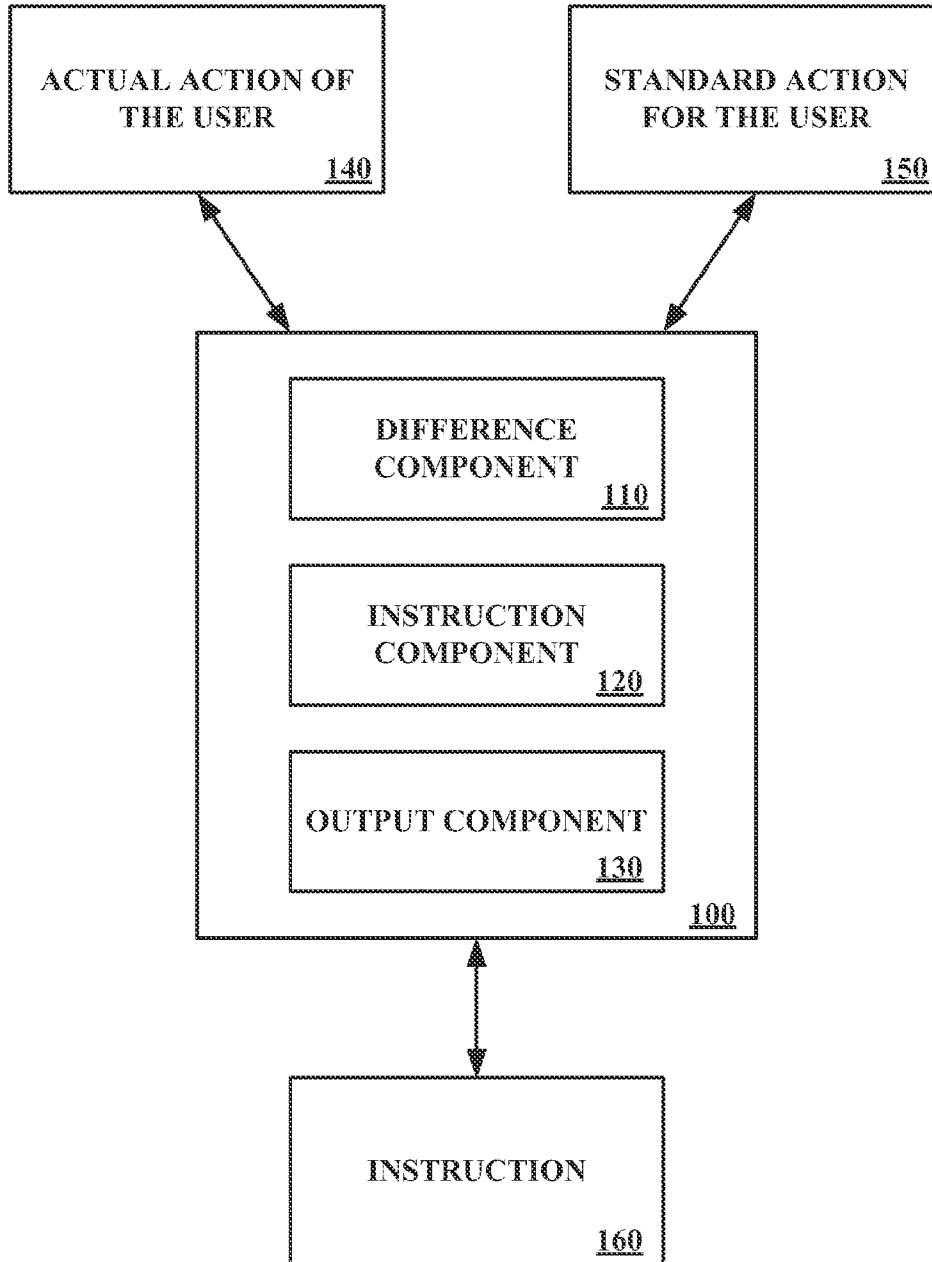 ACTUAL ACTION OF
THE USER
140
STANDARD ACTION
FOR THE USER
150
DIFFERENCE
COMPONENT
110
INSTRUCTION
COMPONENT
120
OUTPUT COMPONENT
130
100
INSTRUCTION
160